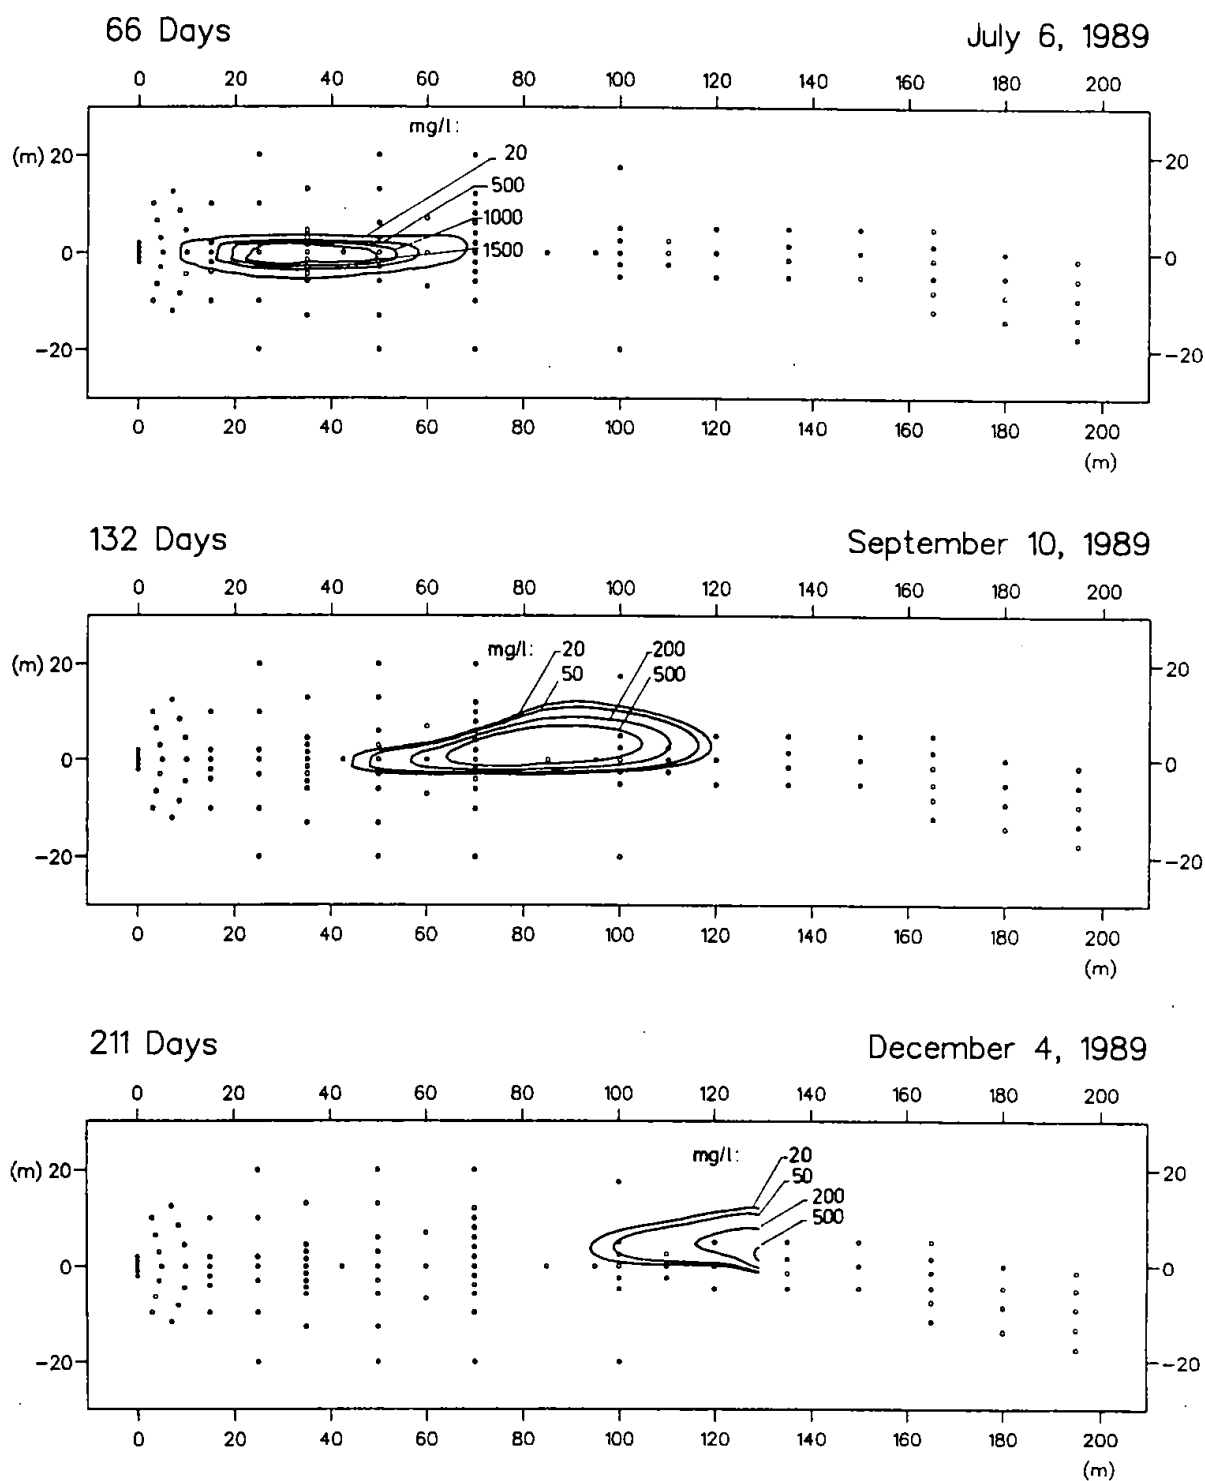 66 Days July 6, 1989
0 20 40 60 80 100 120 140 160 180 200
mg/l:
(m) 20 20 20
500
1000
0 1500 0
-20 -20
0 20 40 60 80 100 120 140 160 180 200
(m)
132 Days September 10, 1989
0 20 40 60 80 100 120 140 160 180 200
mg/l: 20 200
(m) 20 50 500 20
0 0
-20 -20
0 20 40 60 80 100 120 140 160 180 200
(m)
211 Days December 4, 1989
0 20 40 60 80 100 120 140 160 180 200
mg/l: 20
(m) 20 50 20
200
500
0 0
-20 -20
0 20 40 60 80 100 120 140 160 180 200
(m)